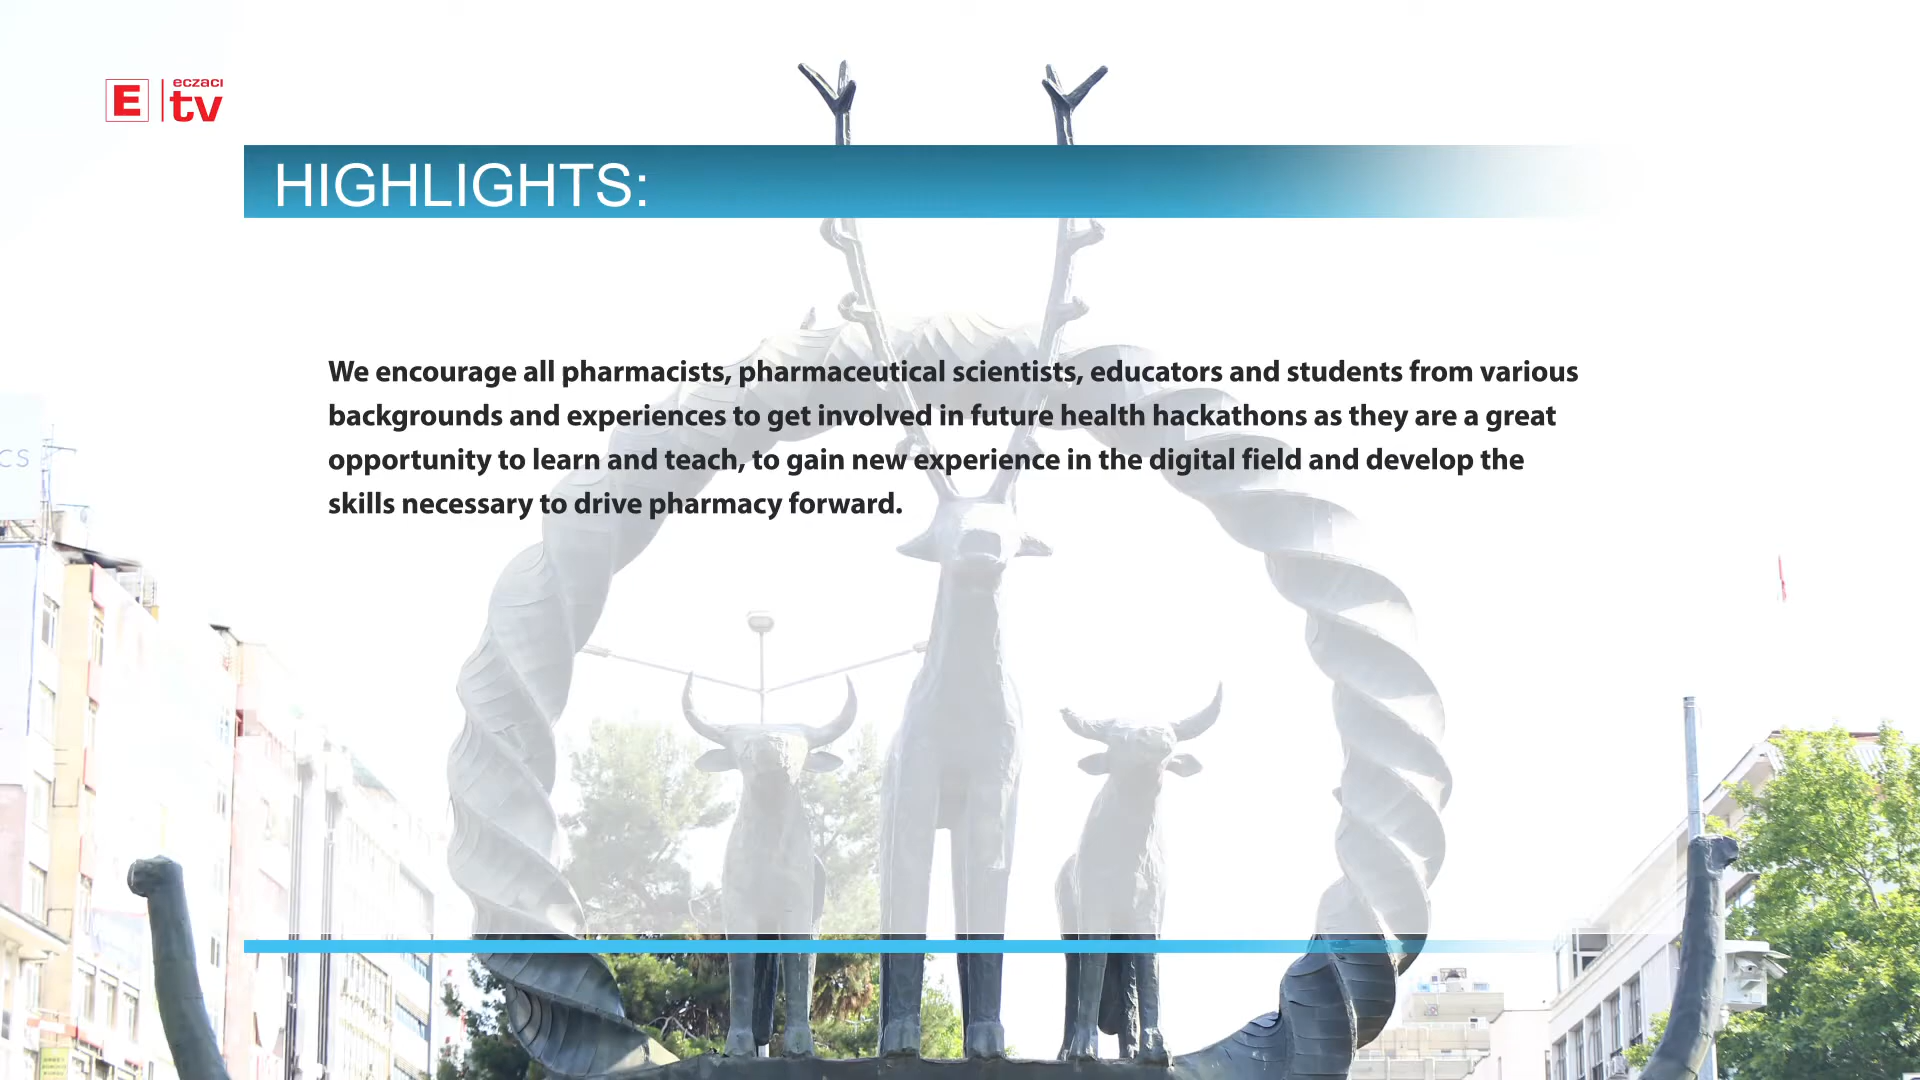 E
eczacı
tv
HIGHLIGHTS:
We encourage all pharmacists, pharmaceutical scientists, educators and students from various
backgrounds and experiences to get involved in future health hackathons as they are a great
opportunity to learn and teach, to gain new experience in the digital field and develop the
skills necessary to drive pharmacy forward.
CS